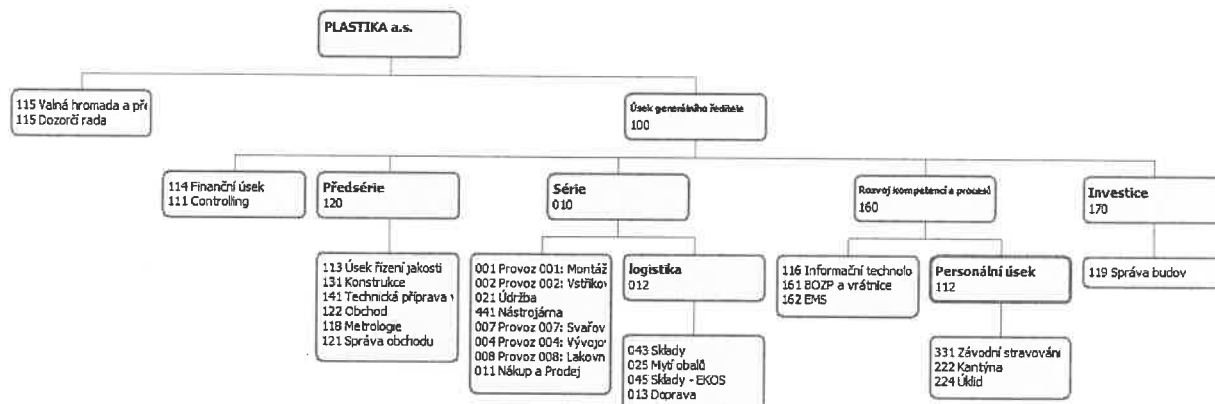 PLASTIKA a.s.
115 Valná hromada a pře
115 Dozorčí rada
Úsek generálního ředitele
100
114 Finanční úsek
111 Controlling
Předsérie
120
Série
010
Rozvoj kompetencí a procesů
160
Investice
170
113 Úsek řízení jakosti
131 Konstrukce
141 Technická příprava v
122 Obchod
118 Metrologie
121 Správa obchodu
001 Provoz 001: Montáž
002 Provoz 002: Vstřikov
021 Údržba
441 Nástrojárna
007 Provoz 007: Svařov
004 Provoz 004: Vývojo
008 Provoz 008: Lakovn
011 Nákup a Prodej
logistika
012
043 Sklady
025 Mytí obalů
045 Sklady - EKOS
013 Doprava
116 Informační technolo
161 BOZP a vrátnice
162 EMS
Personální úsek
112
331 Závodní stravování
222 Kantýna
224 Úklid
119 Správa budov